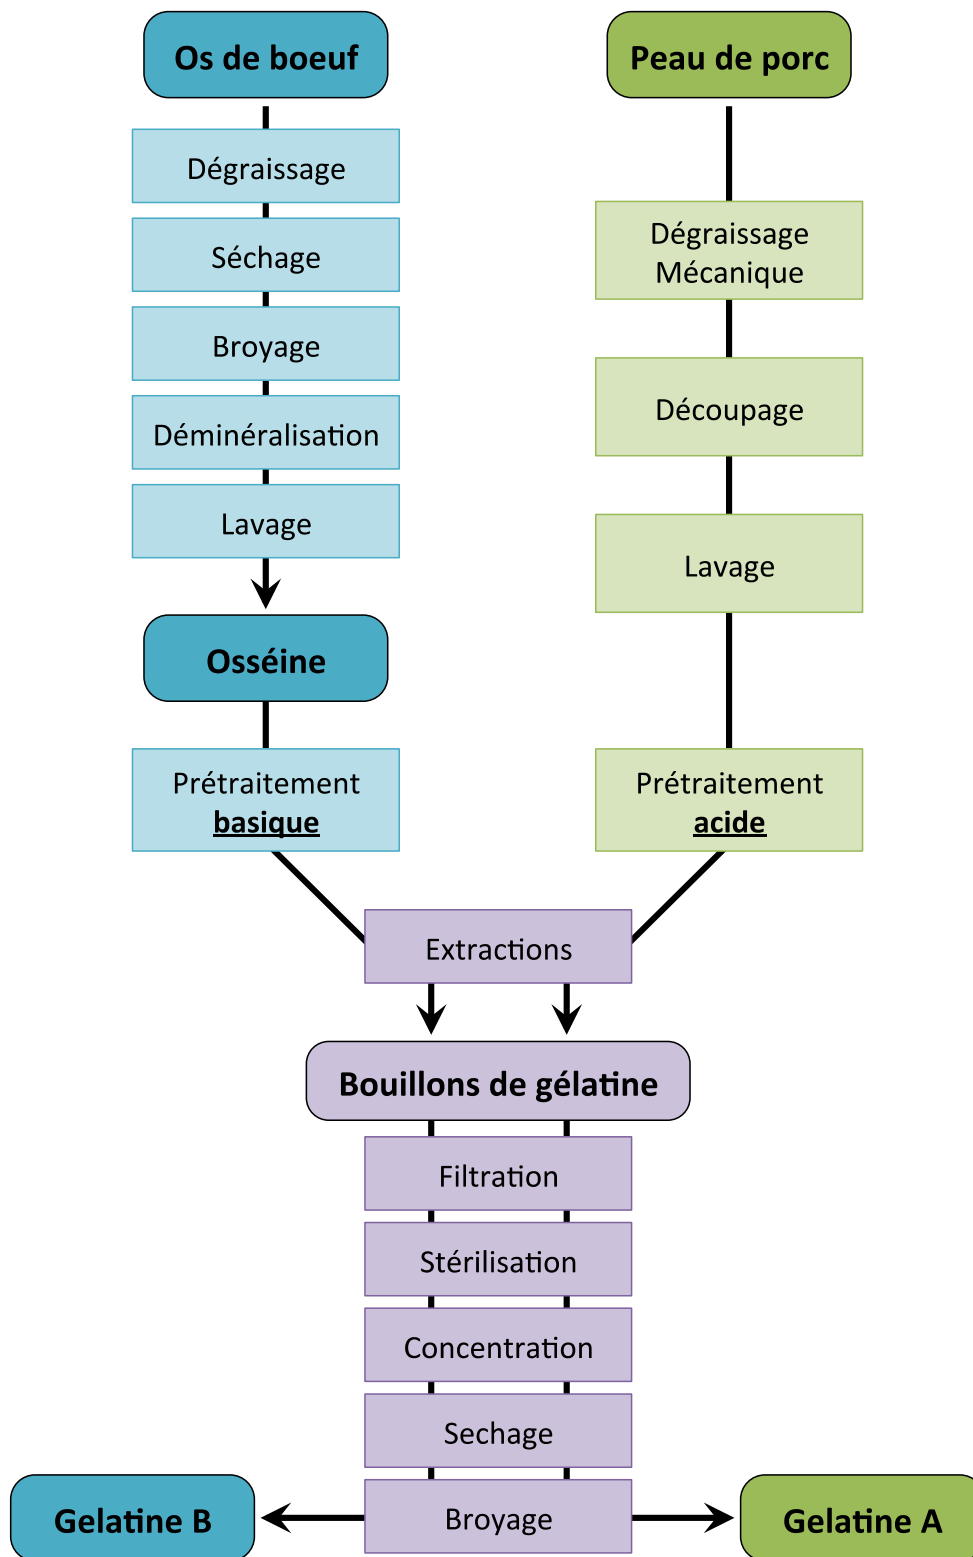 Os de boeuf
Peau de porc
Dégraissage
Séchage
Broyage
Déminéralisation
Lavage
Osséine
Prétraitement
basique
Dégraissage
Mécanique
Découpage
Lavage
Prétraitement
acide
Extractions
Bouillons de gélatine
Filtration
Stérilisation
Concentration
Sechage
Broyage
Gelatine B
Gelatine A